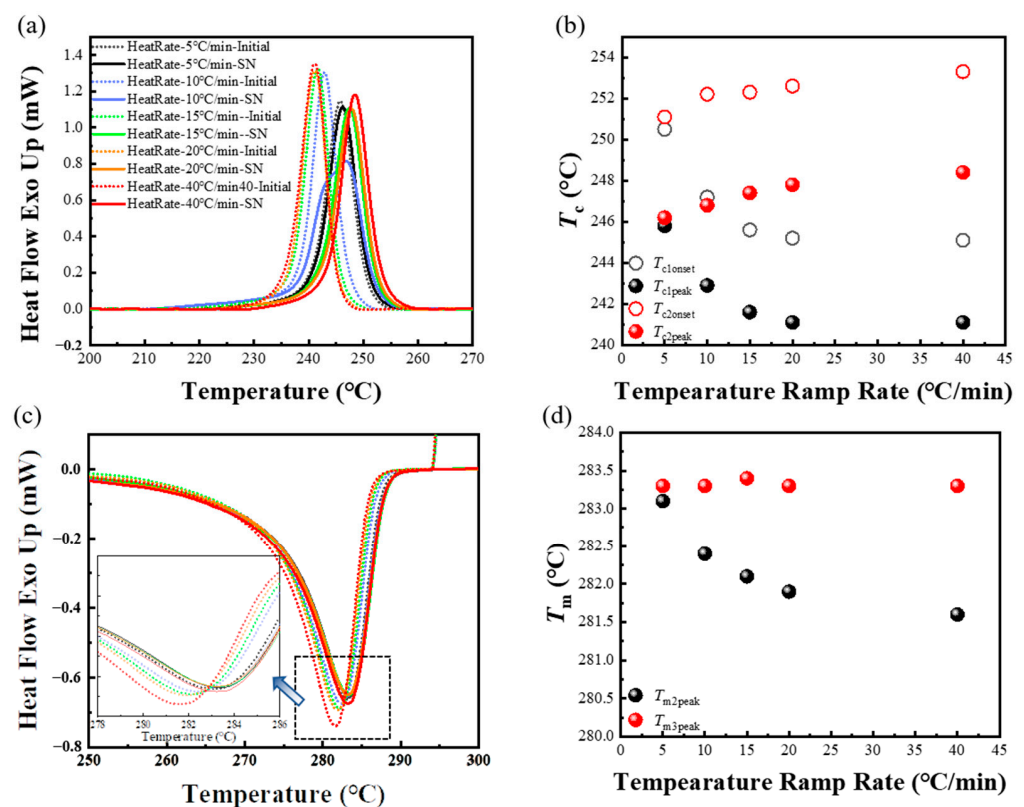 (a)
Heat Flow Exo Up (mW)
1.4
1.2
1.0
0.8
0.6
0.4
0.2
0.0
−0.2
HeatRate-5°C/min-Initial
HeatRate-5°C/min-SN
HeatRate-10°C/min-Initial
HeatRate-10°C/min-SN
HeatRate-15°C/min--Initial
HeatRate-15°C/min--SN
HeatRate-20°C/min-Initial
HeatRate-20°C/min-SN
HeatRate-40°C/min40-Initial
HeatRate-40°C/min-SN
200 210 220 230 240 250 260 270
Temperature (°C)
(b)
Tc (°C)
254
252
250
248
246
244
242
240
Tc1onset
Tc1peak
Tc2onset
Tc2peak
0 5 10 15 20 25 30 35 40 45
Tempearature Ramp Rate (°C/min)
(c)
Heat Flow Exo Up (mW)
0.0
−0.2
−0.4
−0.6
−0.8
278 280 282 284 286
Temperature (°C)
250 260 270 280 290 300
Temperature (°C)
(d)
Tm (°C)
284.0
283.5
283.0
282.5
282.0
281.5
281.0
280.5
280.0
Tm2peak
Tm3peak
0 5 10 15 20 25 30 35 40 45
Tempearature Ramp Rate (°C/min)